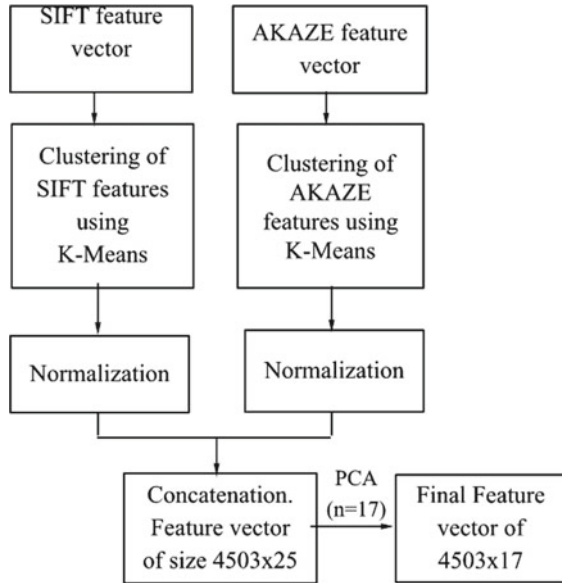 SIFT feature
vector
AKAZE feature
vector
Clustering of
SIFT features
using
K-Means
Clustering of
AKAZE
features using
K-Means
Normalization
Normalization
Concatenation.
Feature vector
of size 4503x25
PCA
(n=17)
Final Feature
vector of
4503x17